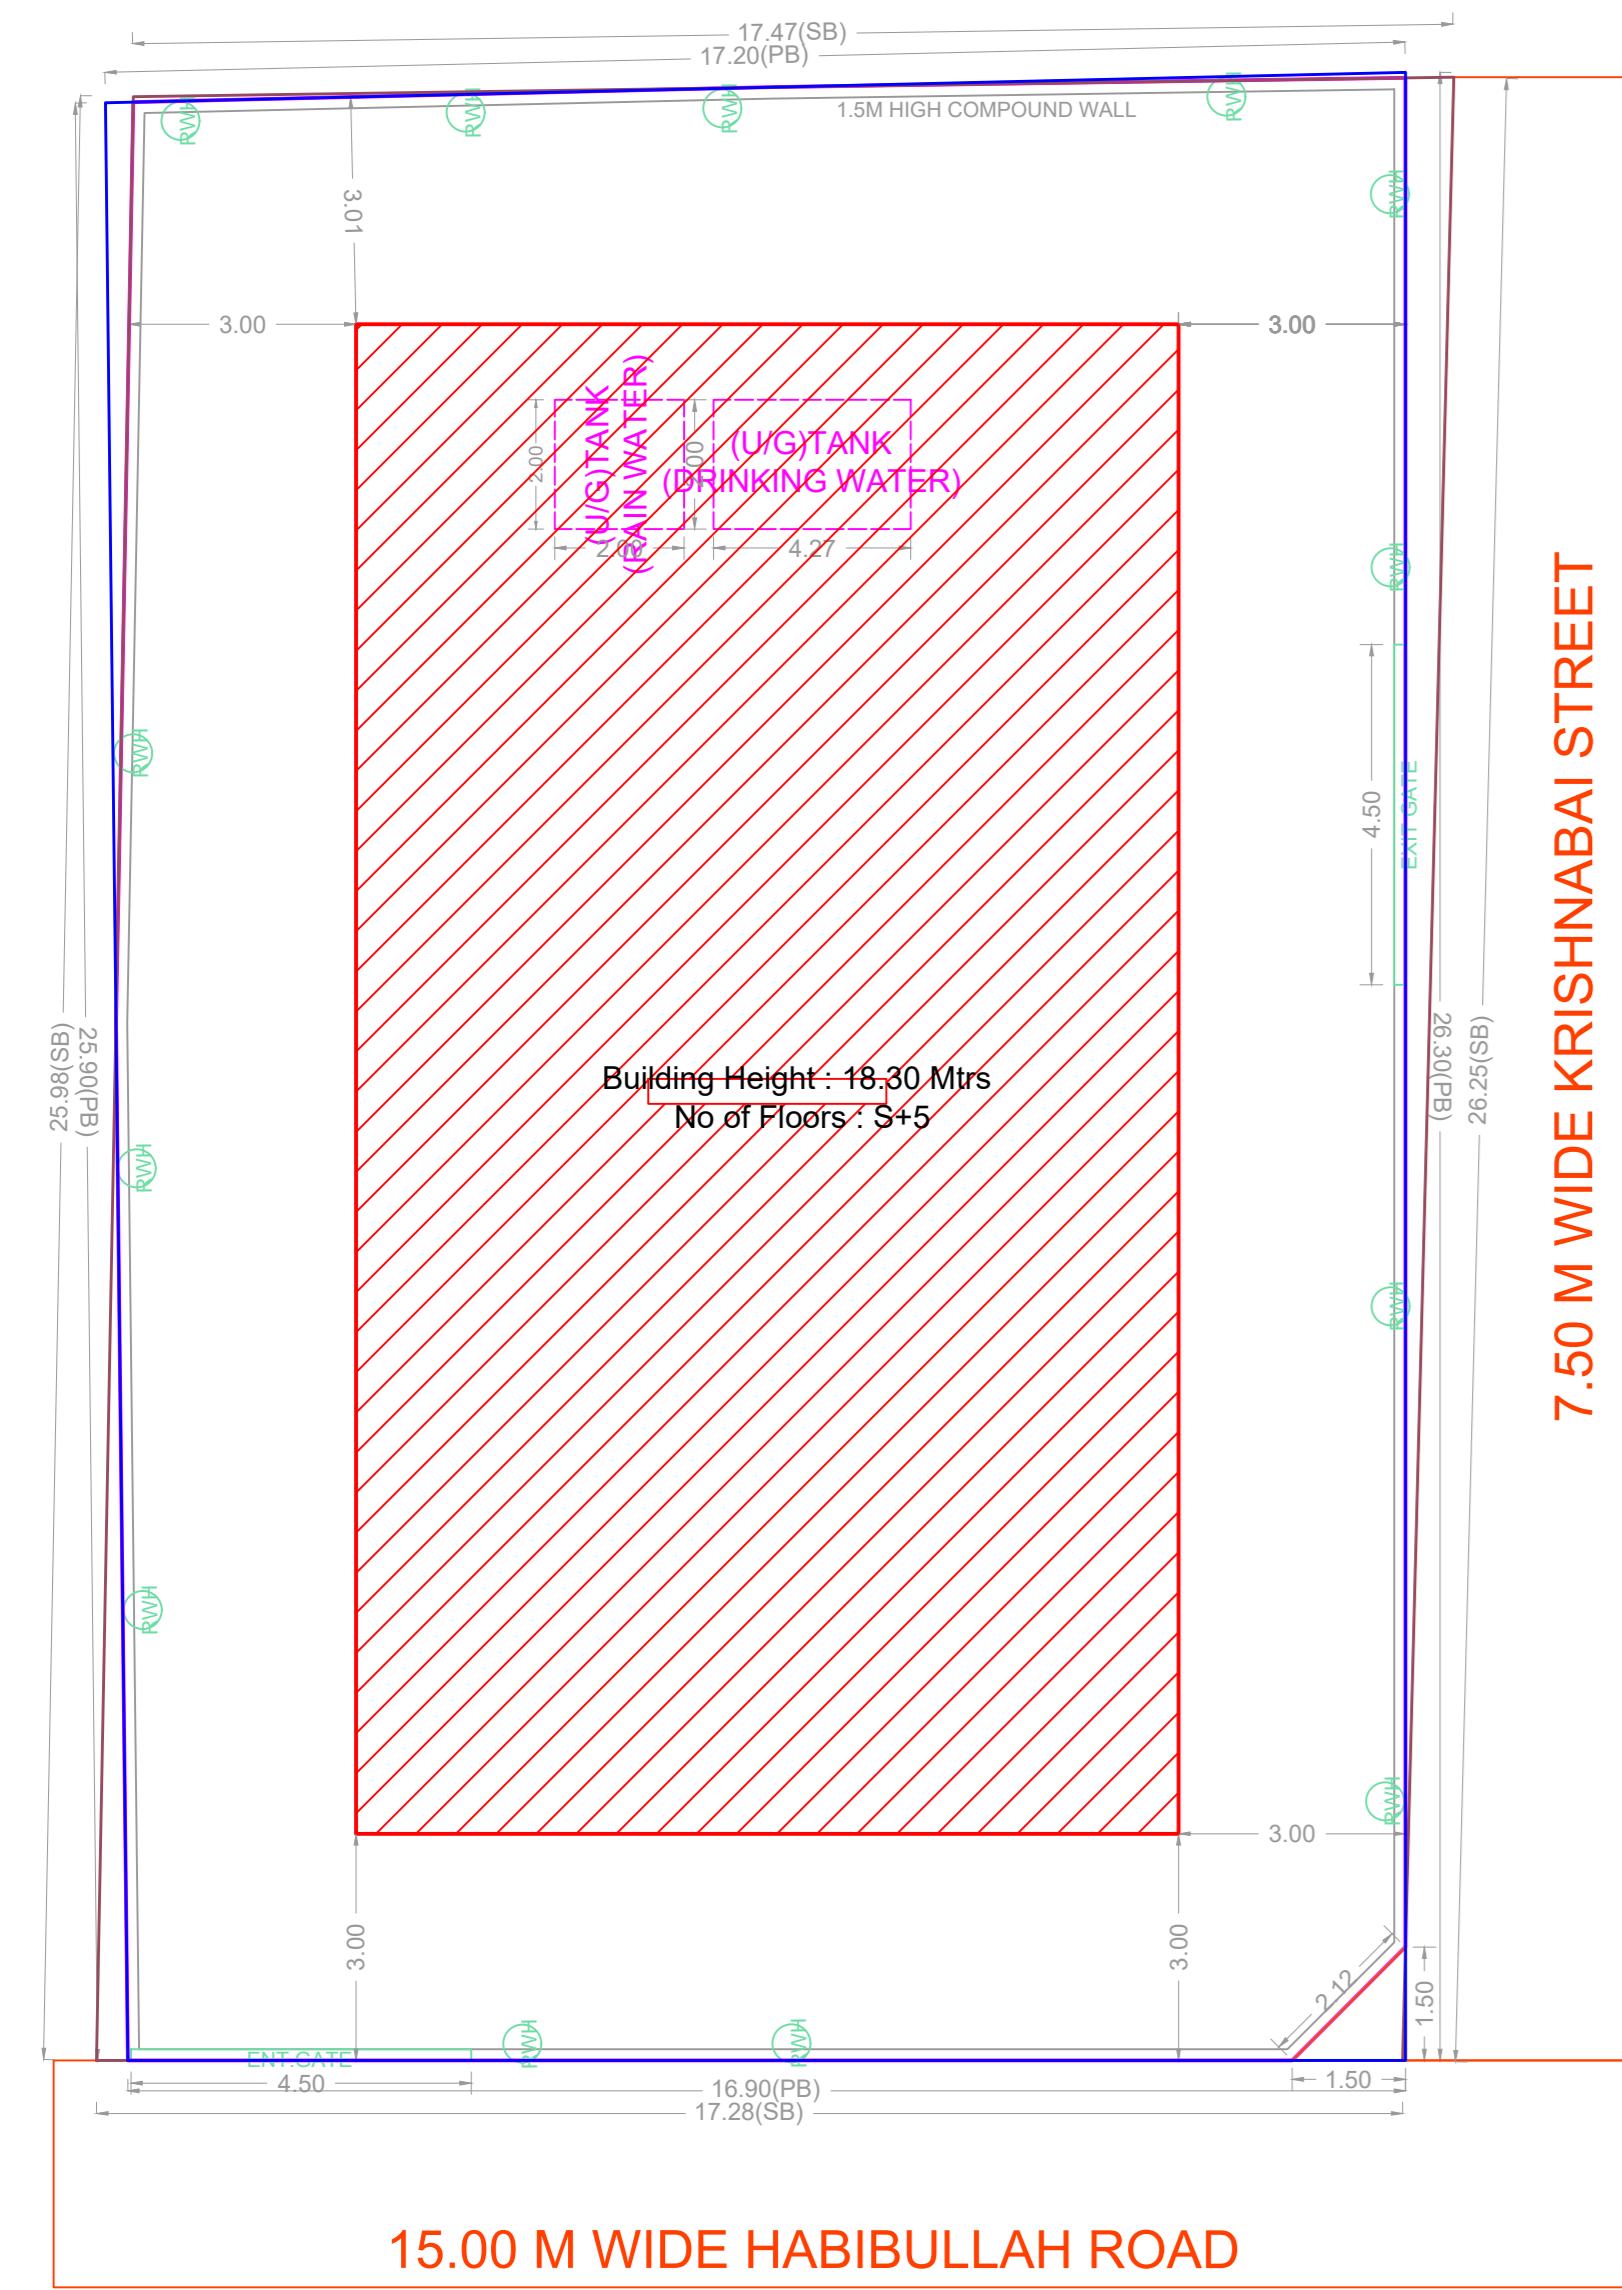 17.47(SB)
17.20(PB)
1.5M HIGH COMPOUND WALL
RWH
RWH
RWH
RWH
RWH
3.01
3.00
3.00
(U/G)TANK
(RAIN WATER)
2.00
2.00
(U/G)TANK
(DRINKING WATER)
4.27
RWH
4.50
EXIT GATE
RWH
7.50 M WIDE KRISHNABAI STREET
25.98(SB)
25.90(PB)
26.30(PB)
26.25(SB)
Building Height : 18.30 Mtrs
No of Floors : S+5
RWH
RWH
RWH
RWH
3.00
3.00
3.00
2.12
1.50
RWH
RWH
ENT.GATE
4.50
16.90(PB)
1.50
17.28(SB)
15.00 M WIDE HABIBULLAH ROAD